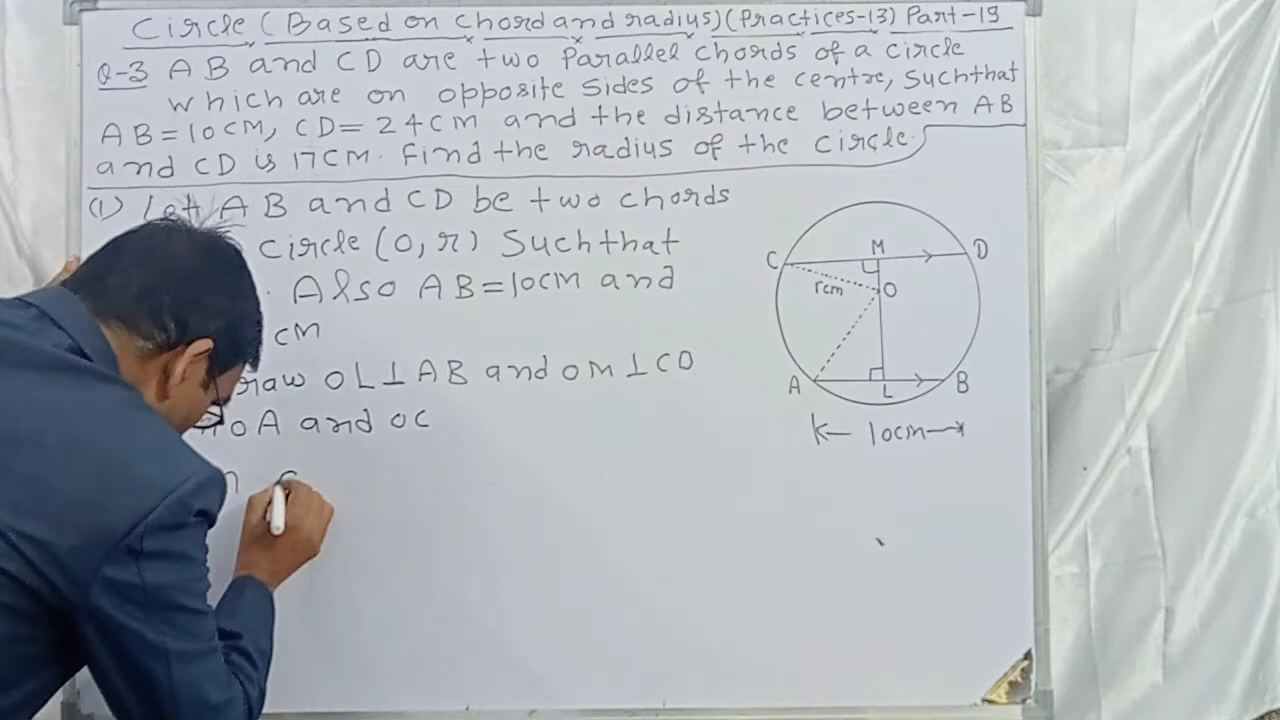 Circle (Based on chord and radius) (Practices-13) Part-19
Q-3 AB and CD are two Parallel chords of a circle
which are on opposite sides of the centre, such that
AB=10CM, CD=24CM and the distance between AB
and CD is 17CM. Find the radius of the circle.
(1) Let AB and CD be two chords
circle (O, r) Such that
. Also AB=10cm and
cm
raw OL⊥AB and OM⊥CD
OA and OC
C
M
D
rcm
O
A
L
B
10cm